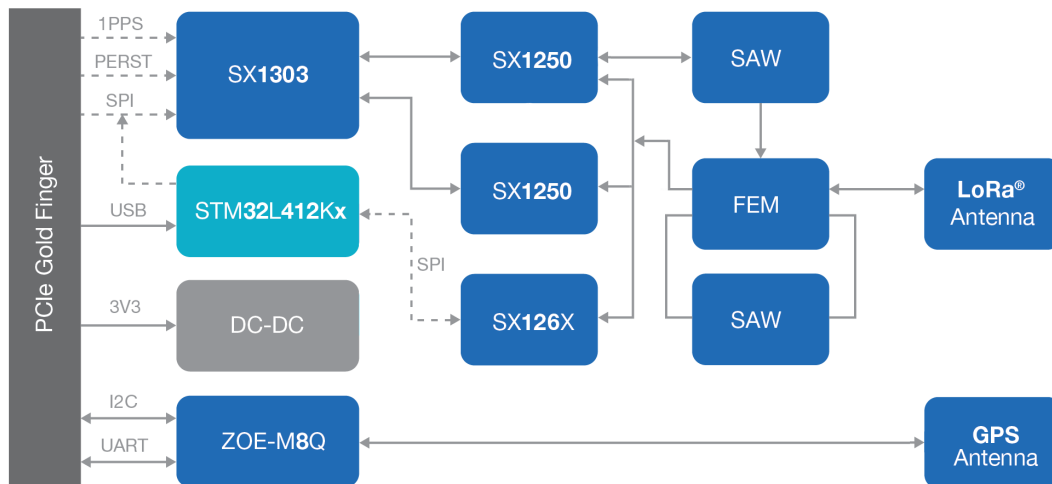 PCIe Gold Finger
1PPS
PERST
SPI
USB
3V3
I2C
UART
SX1303
STM32L412Kx
DC-DC
ZOE-M8Q
SPI
SX1250
SX1250
SX126X
SAW
FEM
SAW
LoRa®
Antenna
GPS
Antenna